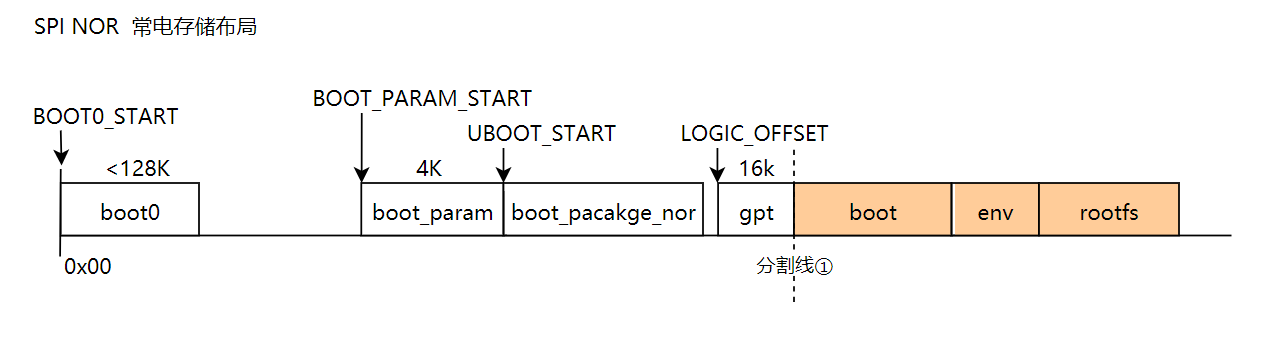 SPI NOR 常电存储布局
BOOT_PARAM_START
BOOT0_START
UBOOT_START
LOGIC_OFFSET
<128K
4K
16k
boot0
boot_param
boot_pacakge_nor
gpt
boot
env
rootfs
0x00
分割线①